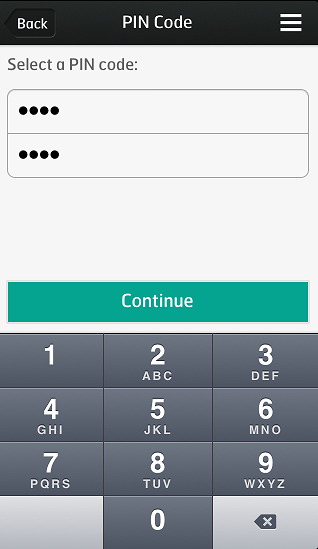 Back PIN Code
Select a PIN code:
••••
••••
Continue
1 2 3
ABC DEF
4 5 6
GHI JKL MNO
7 8 9
PQRS TUV WXYZ
0